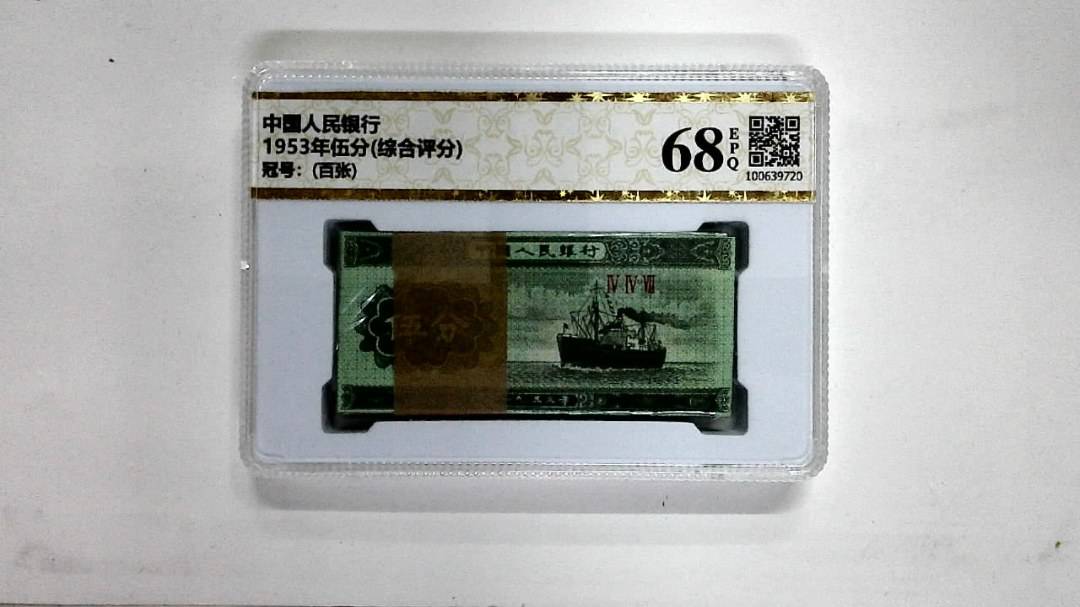 中国人民银行
1953年伍分(综合评分)
冠号：(百张)
68
EPQ
100639720
中国人民银行
Ⅳ Ⅳ Ⅷ
伍分